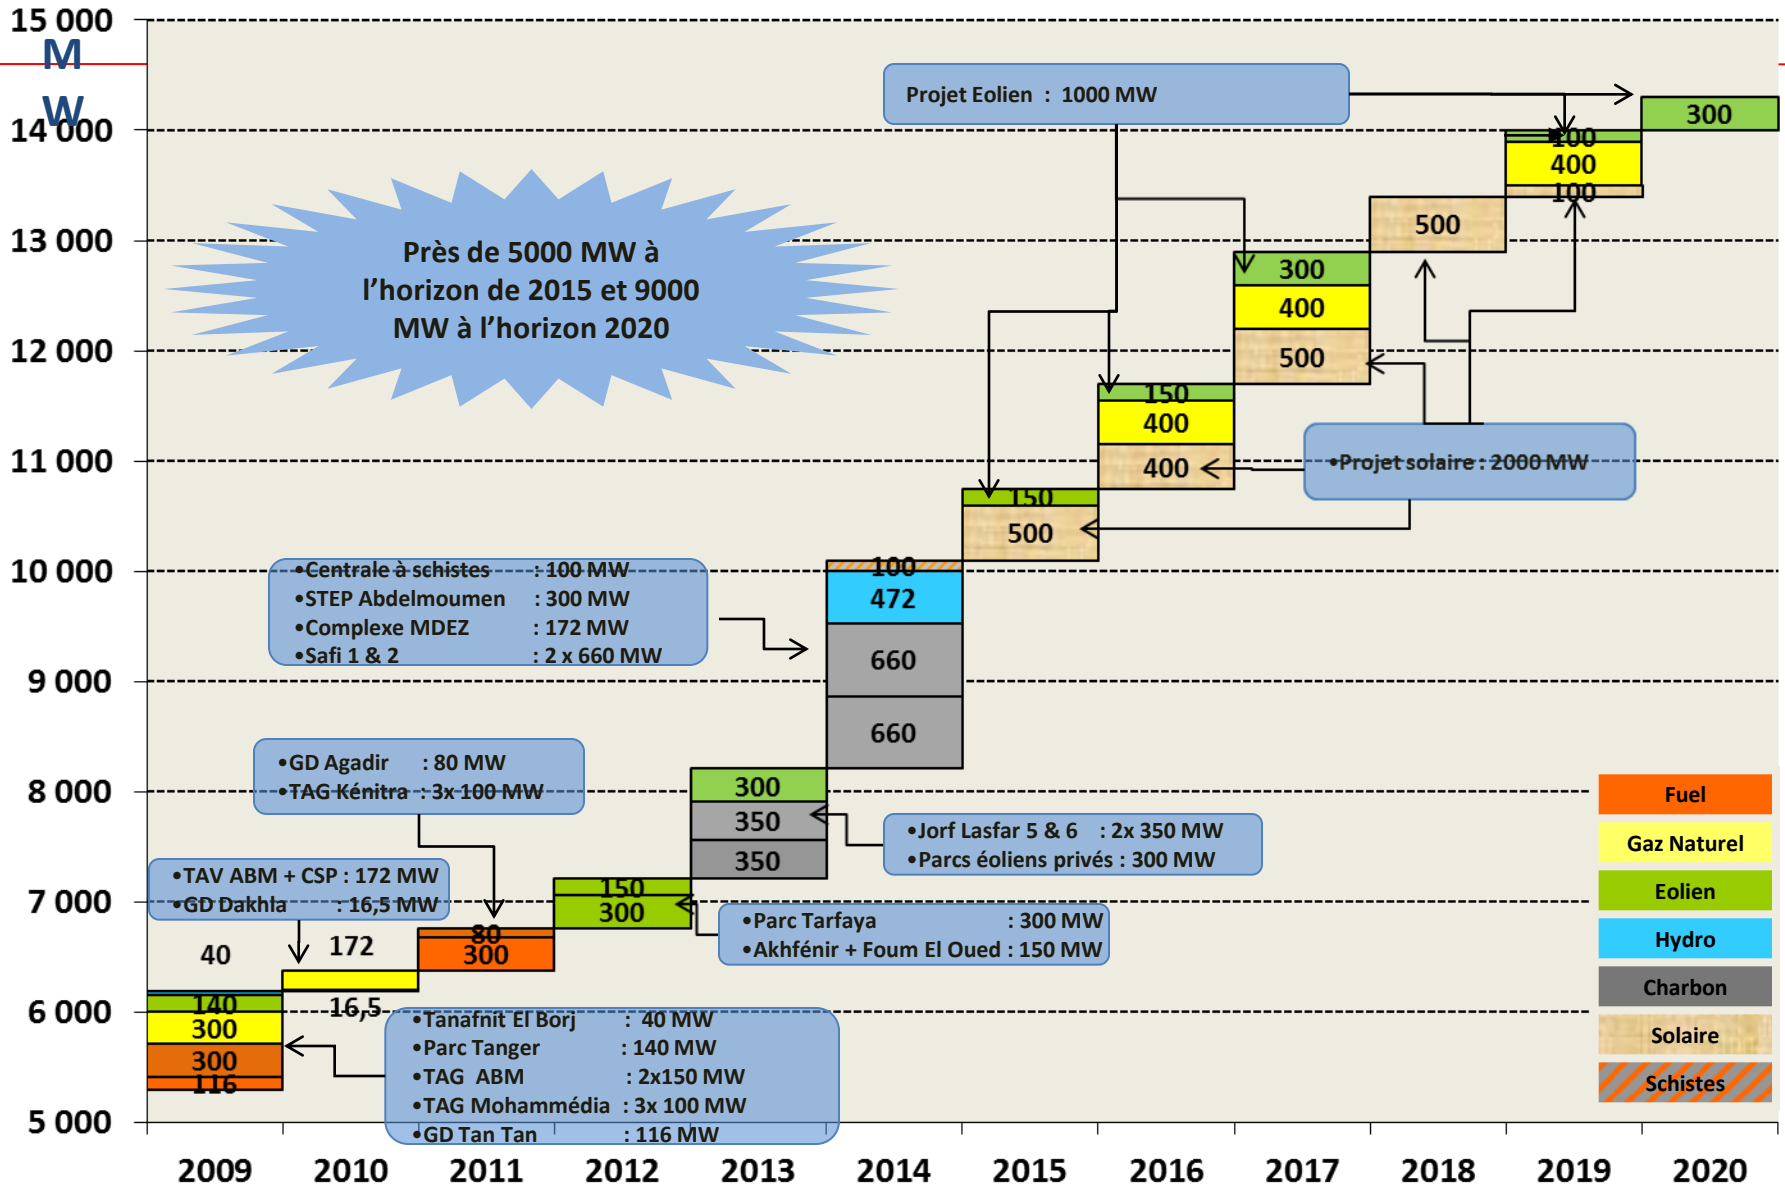 15 000
M
W
14 000
13 000
12 000
11 000
10 000
9 000
8 000
7 000
6 000
5 000
Projet Eolien : 1000 MW
Près de 5000 MW à
l’horizon de 2015 et 9000
MW à l’horizon 2020
•Projet solaire : 2000 MW
•Centrale à schistes : 100 MW
•STEP Abdelmoumen : 300 MW
•Complexe MDEZ : 172 MW
•Safi 1 & 2 : 2 x 660 MW
•GD Agadir : 80 MW
•TAG Kénitra : 3x 100 MW
•Jorf Lasfar 5 & 6 : 2x 350 MW
•Parcs éoliens privés : 300 MW
•TAV ABM + CSP : 172 MW
•GD Dakhla : 16,5 MW
•Parc Tarfaya : 300 MW
•Akhfénir + Foum El Oued : 150 MW
•Tanafnit El Borj : 40 MW
•Parc Tanger : 140 MW
•TAG ABM : 2x150 MW
•TAG Mohammédia : 3x 100 MW
•GD Tan Tan : 116 MW
40
140
300
300
116
172
16,5
80
300
150
300
300
350
350
100
472
660
660
150
500
150
400
400
300
400
500
500
100
400
100
300
Fuel
Gaz Naturel
Eolien
Hydro
Charbon
Solaire
Schistes
2009
2010
2011
2012
2013
2014
2015
2016
2017
2018
2019
2020